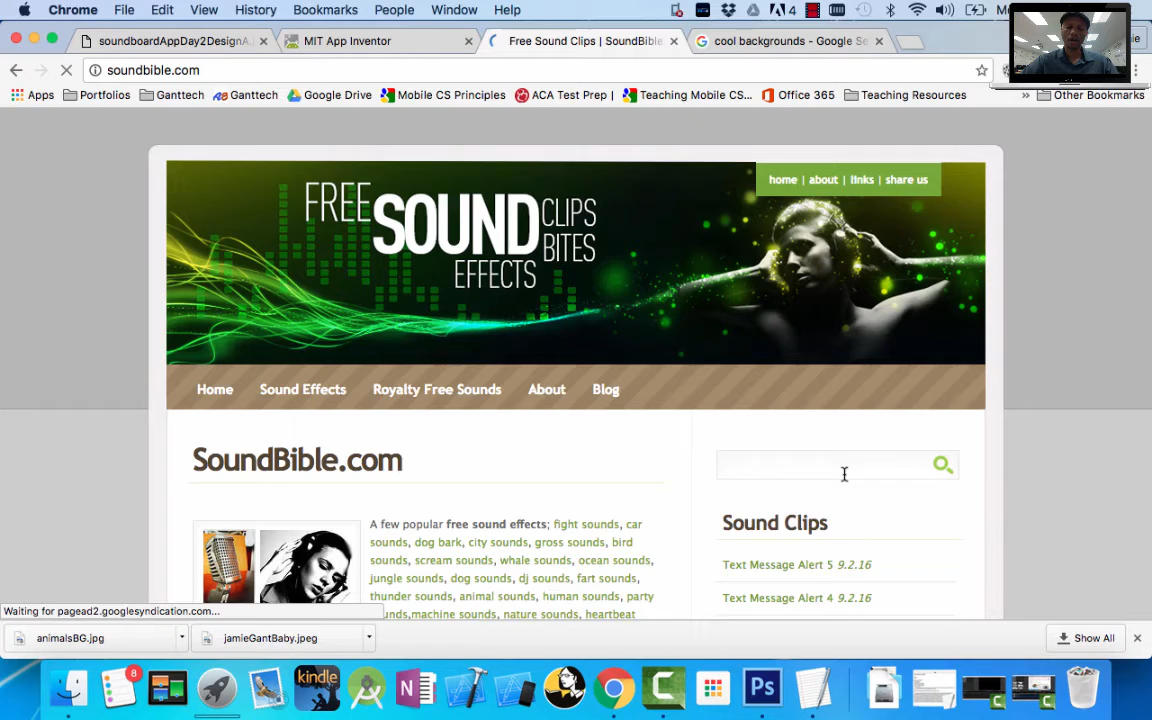 Chrome File Edit View History Bookmarks People Window Help 4
soundboardAppDay2DesignA MIT App Inventor Free Sound Clips | SoundBible cool backgrounds - Google Se
soundbible.com
Apps Portfolios Ganttech Ganttech Google Drive Mobile CS Principles ACA Test Prep | Teaching Mobile CS... Office 365 Teaching Resources » Other Bookmarks
home | about | links | share us
FREE SOUND CLIPS
BITES
EFFECTS
Home Sound Effects Royalty Free Sounds About Blog
SoundBible.com
A few popular free sound effects; fight sounds, car
sounds, dog bark, city sounds, gross sounds, bird
sounds, scream sounds, whale sounds, ocean sounds,
jungle sounds, dog sounds, dj sounds, fart sounds,
thunder sounds, animal sounds, human sounds, party
unds,machine sounds, nature sounds, heartbeat
Sound Clips
Text Message Alert 5 9.2.16
Text Message Alert 4 9.2.16
Waiting for pagead2.googlesyndication.com...
animalsBG.jpg jamieGantBaby.jpeg Show All
8 kindle N C Ps